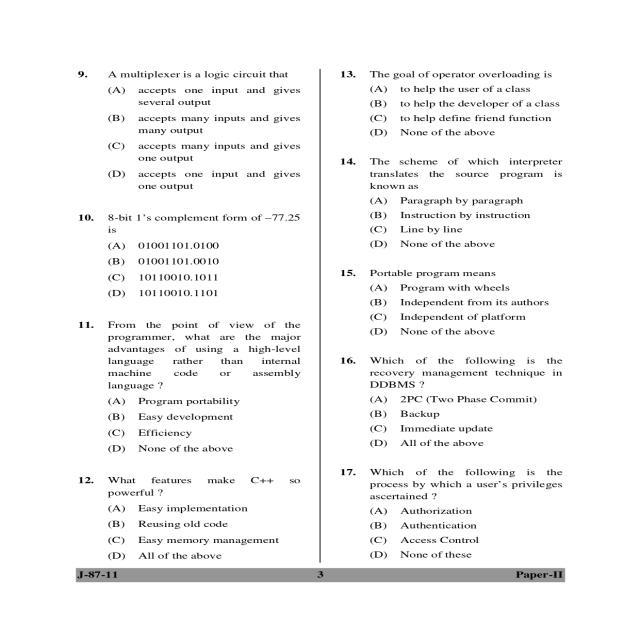 9. A multiplexer is a logic circuit that
(A) accepts one input and gives
several output
(B) accepts many inputs and gives
many output
(C) accepts many inputs and gives
one output
(D) accepts one input and gives
one output
10. 8-bit 1's complement form of –77.25
is
(A) 01001101.0100
(B) 01001101.0010
(C) 10110010.1011
(D) 10110010.1101
11. From the point of view of the
programmer, what are the major
advantages of using a high-level
language rather than internal
machine code or assembly
language ?
(A) Program portability
(B) Easy development
(C) Efficiency
(D) None of the above
12. What features make C++ so
powerful ?
(A) Easy implementation
(B) Reusing old code
(C) Easy memory management
(D) All of the above
13. The goal of operator overloading is
(A) to help the user of a class
(B) to help the developer of a class
(C) to help define friend function
(D) None of the above
14. The scheme of which interpreter
translates the source program is
known as
(A) Paragraph by paragraph
(B) Instruction by instruction
(C) Line by line
(D) None of the above
15. Portable program means
(A) Program with wheels
(B) Independent from its authors
(C) Independent of platform
(D) None of the above
16. Which of the following is the
recovery management technique in
DDBMS ?
(A) 2PC (Two Phase Commit)
(B) Backup
(C) Immediate update
(D) All of the above
17. Which of the following is the
process by which a user's privileges
ascertained ?
(A) Authorization
(B) Authentication
(C) Access Control
(D) None of these
J-87-11 3 Paper-II